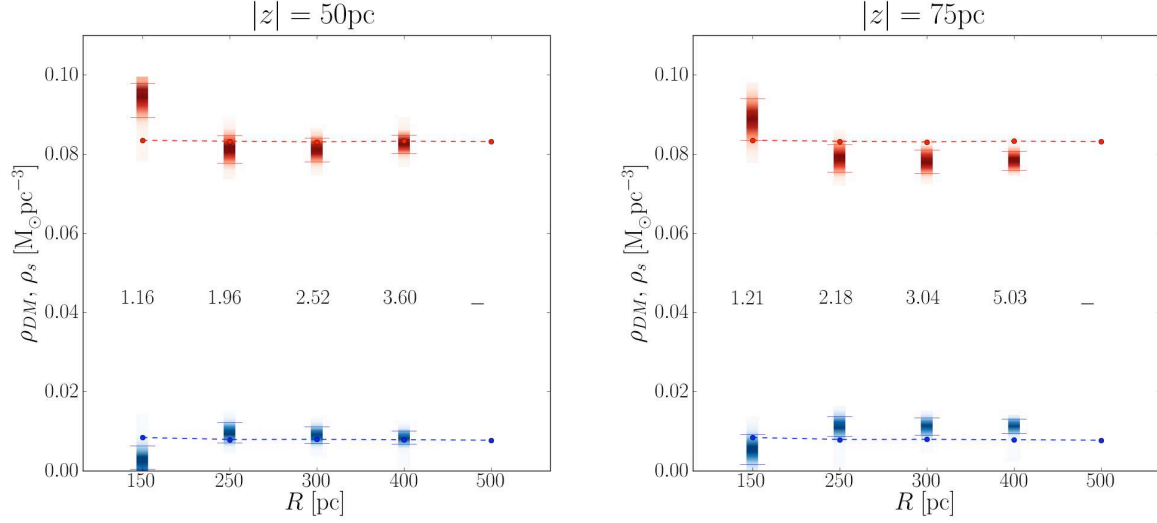 |z| = 50pc
ρ_DM, ρ_s [M_⊙pc^−3]
0.10
0.08
0.06
0.04
0.02
0.00
1.16 1.96 2.52 3.60 –
150 250 300 400 500
R [pc]
|z| = 75pc
ρ_DM, ρ_s [M_⊙pc^−3]
0.10
0.08
0.06
0.04
0.02
0.00
1.21 2.18 3.04 5.03 –
150 250 300 400 500
R [pc]